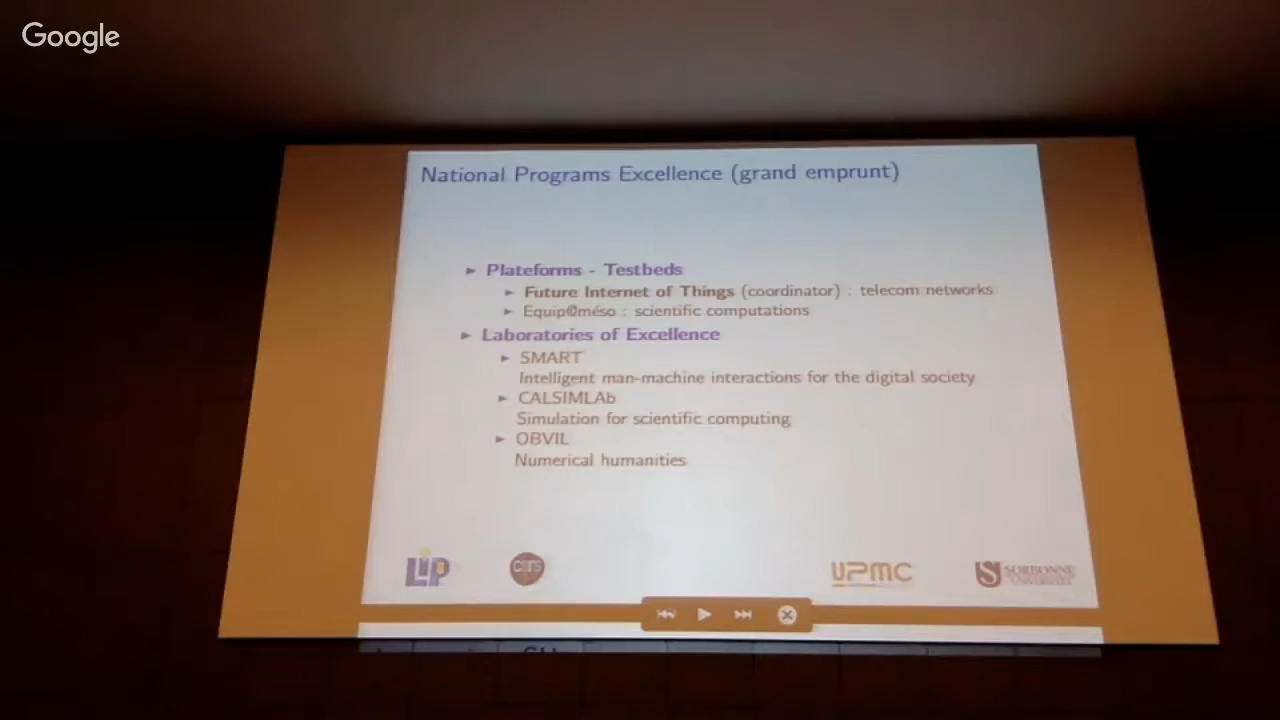 Google
National Programs Excellence (grand emprunt)
Plateforms - Testbeds
Future Internet of Things (coordinator) : telecom networks
Equip@méso : scientific computations
Laboratories of Excellence
SMART
Intelligent man-machine interactions for the digital society
CALSIMLAb
Simulation for scientific computing
OBVIL
Numerical humanities
LIP
CNRS
UPMC
SORBONNE
UNIVERSITÉS